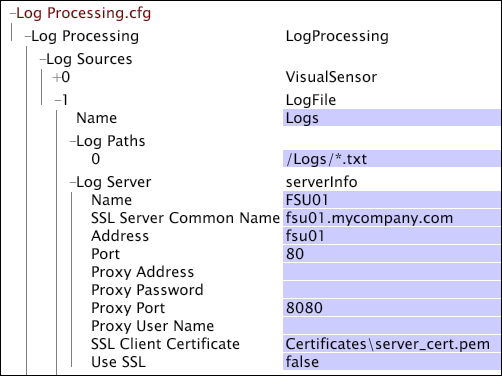 Log Processing.cfg
Log Processing LogProcessing
Log Sources
0 VisualSensor
1 LogFile
Name Logs
Log Paths
0 /Logs/*.txt
Log Server serverInfo
Name FSU01
SSL Server Common Name fsu01.mycompany.com
Address fsu01
Port 80
Proxy Address
Proxy Password
Proxy Port 8080
Proxy User Name
SSL Client Certificate Certificates\server_cert.pem
Use SSL false